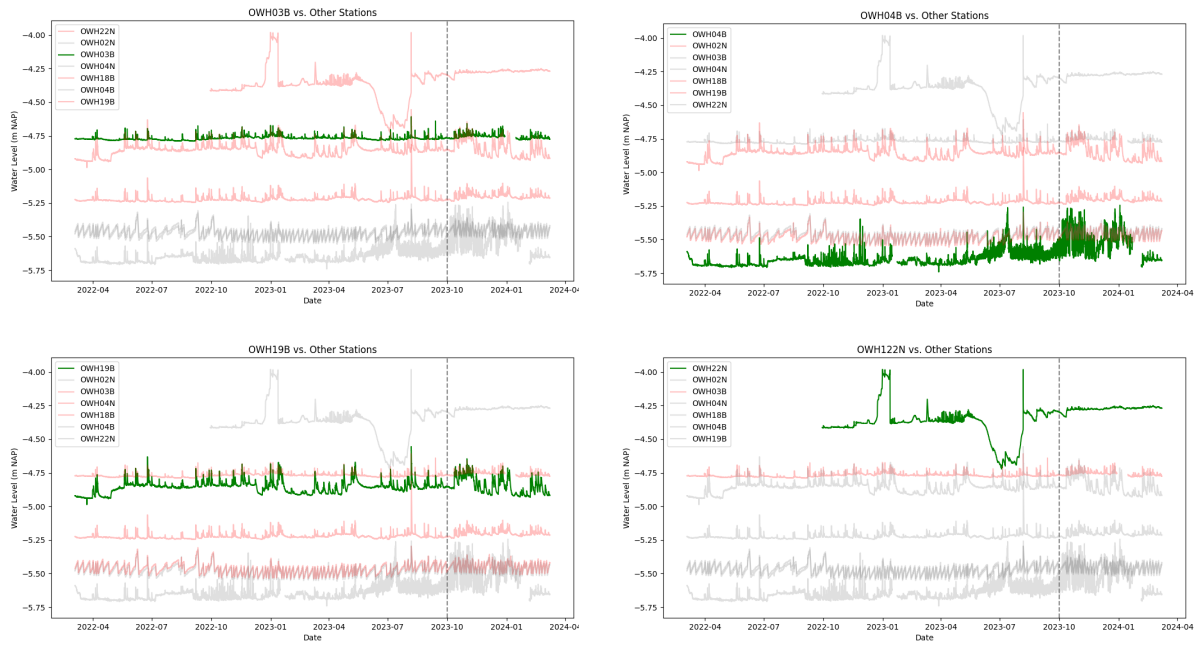 OWH03B vs. Other Stations
Water Level (m NAP)
−4.00
−4.25
−4.50
−4.75
−5.00
−5.25
−5.50
−5.75
OWH22N
OWH02N
OWH03B
OWH04N
OWH18B
OWH04B
OWH19B
2022-04 2022-07 2022-10 2023-01 2023-04 2023-07 2023-10 2024-01 2024-04
Date
OWH04B vs. Other Stations
Water Level (m NAP)
−4.00
−4.25
−4.50
−4.75
−5.00
−5.25
−5.50
−5.75
OWH04B
OWH02N
OWH03B
OWH04N
OWH18B
OWH19B
OWH22N
2022-04 2022-07 2022-10 2023-01 2023-04 2023-07 2023-10 2024-01 2024-04
Date
OWH19B vs. Other Stations
Water Level (m NAP)
−4.00
−4.25
−4.50
−4.75
−5.00
−5.25
−5.50
−5.75
OWH19B
OWH02N
OWH03B
OWH04N
OWH18B
OWH04B
OWH22N
2022-04 2022-07 2022-10 2023-01 2023-04 2023-07 2023-10 2024-01 2024-04
Date
OWH122N vs. Other Stations
Water Level (m NAP)
−4.00
−4.25
−4.50
−4.75
−5.00
−5.25
−5.50
−5.75
OWH22N
OWH02N
OWH03B
OWH04N
OWH18B
OWH04B
OWH19B
2022-04 2022-07 2022-10 2023-01 2023-04 2023-07 2023-10 2024-01 2024-04
Date